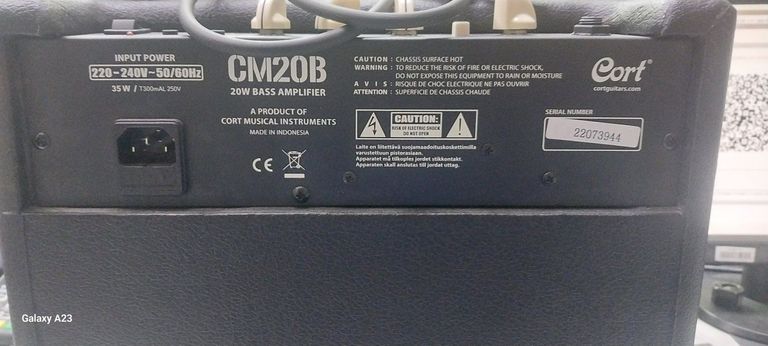 INPUT POWER
220-240V~50/60Hz
35W / T300mAL 250V
CM20B
20W BASS AMPLIFIER
A PRODUCT OF
CORT MUSICAL INSTRUMENTS
MADE IN INDONESIA
CE
CAUTION : CHASSIS SURFACE HOT
WARNING : TO REDUCE THE RISK OF FIRE OR ELECTRIC SHOCK,
DO NOT EXPOSE THIS EQUIPMENT TO RAIN OR MOISTURE
A V I S : RISQUE DE CHOC ELECTRIQUE NE PAS OUVRIR
ATTENTION : SUPERFICIE DE CHASSIS CHAUDE
CAUTION:
RISK OF ELECTRIC SHOCK
DO NOT OPEN
Laite on liitettävä suojamaadoituskoskettimilla
varustettuun pistorasiaan.
Apparatet må tilkoples jordet stikkontakt.
Apparaten skall anslutas till jordat uttag.
Cort®
cortguitars.com
SERIAL NUMBER
22073944
Galaxy A23